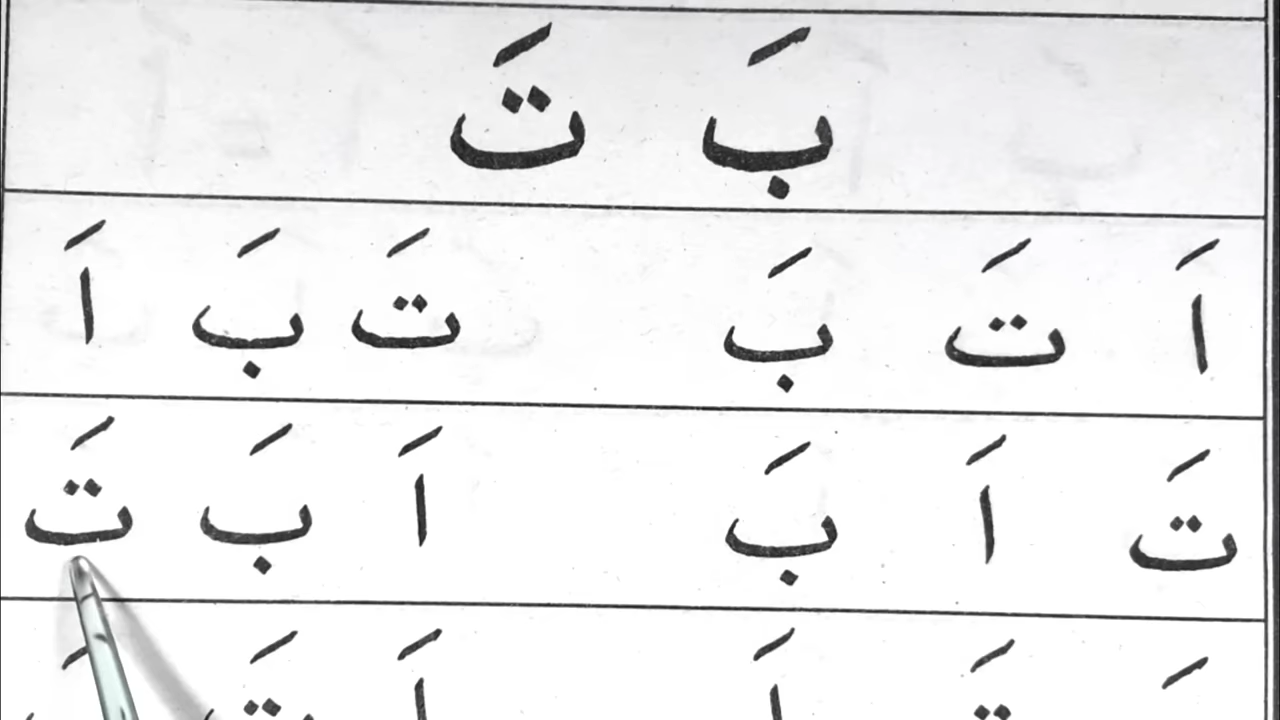 بَ تَ
اَ تَ بَ تَ بَ اَ
تَ اَ بَ اَ بَ تَ